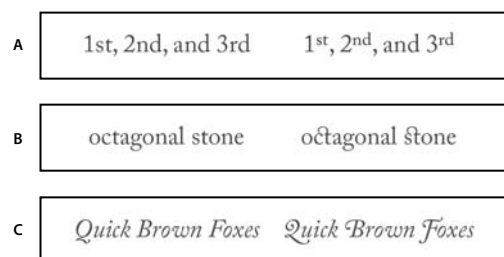 A 1st, 2nd, and 3rd 1st, 2nd, and 3rd
B octagonal stone octagonal stone
C Quick Brown Foxes Quick Brown Foxes